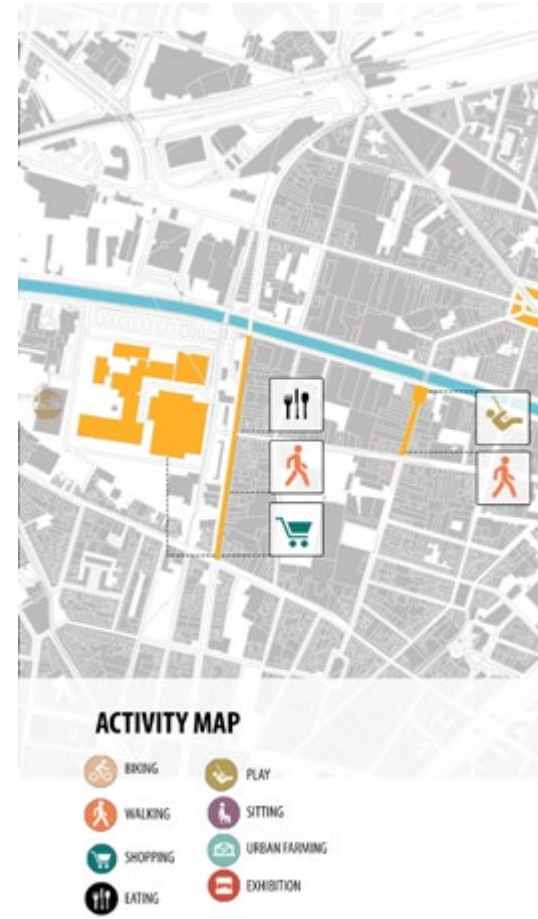 ACTIVITY MAP
BIKING
WALKING
SHOPPING
EATING
PLAY
SITTING
URBAN FARMING
EXHIBITION